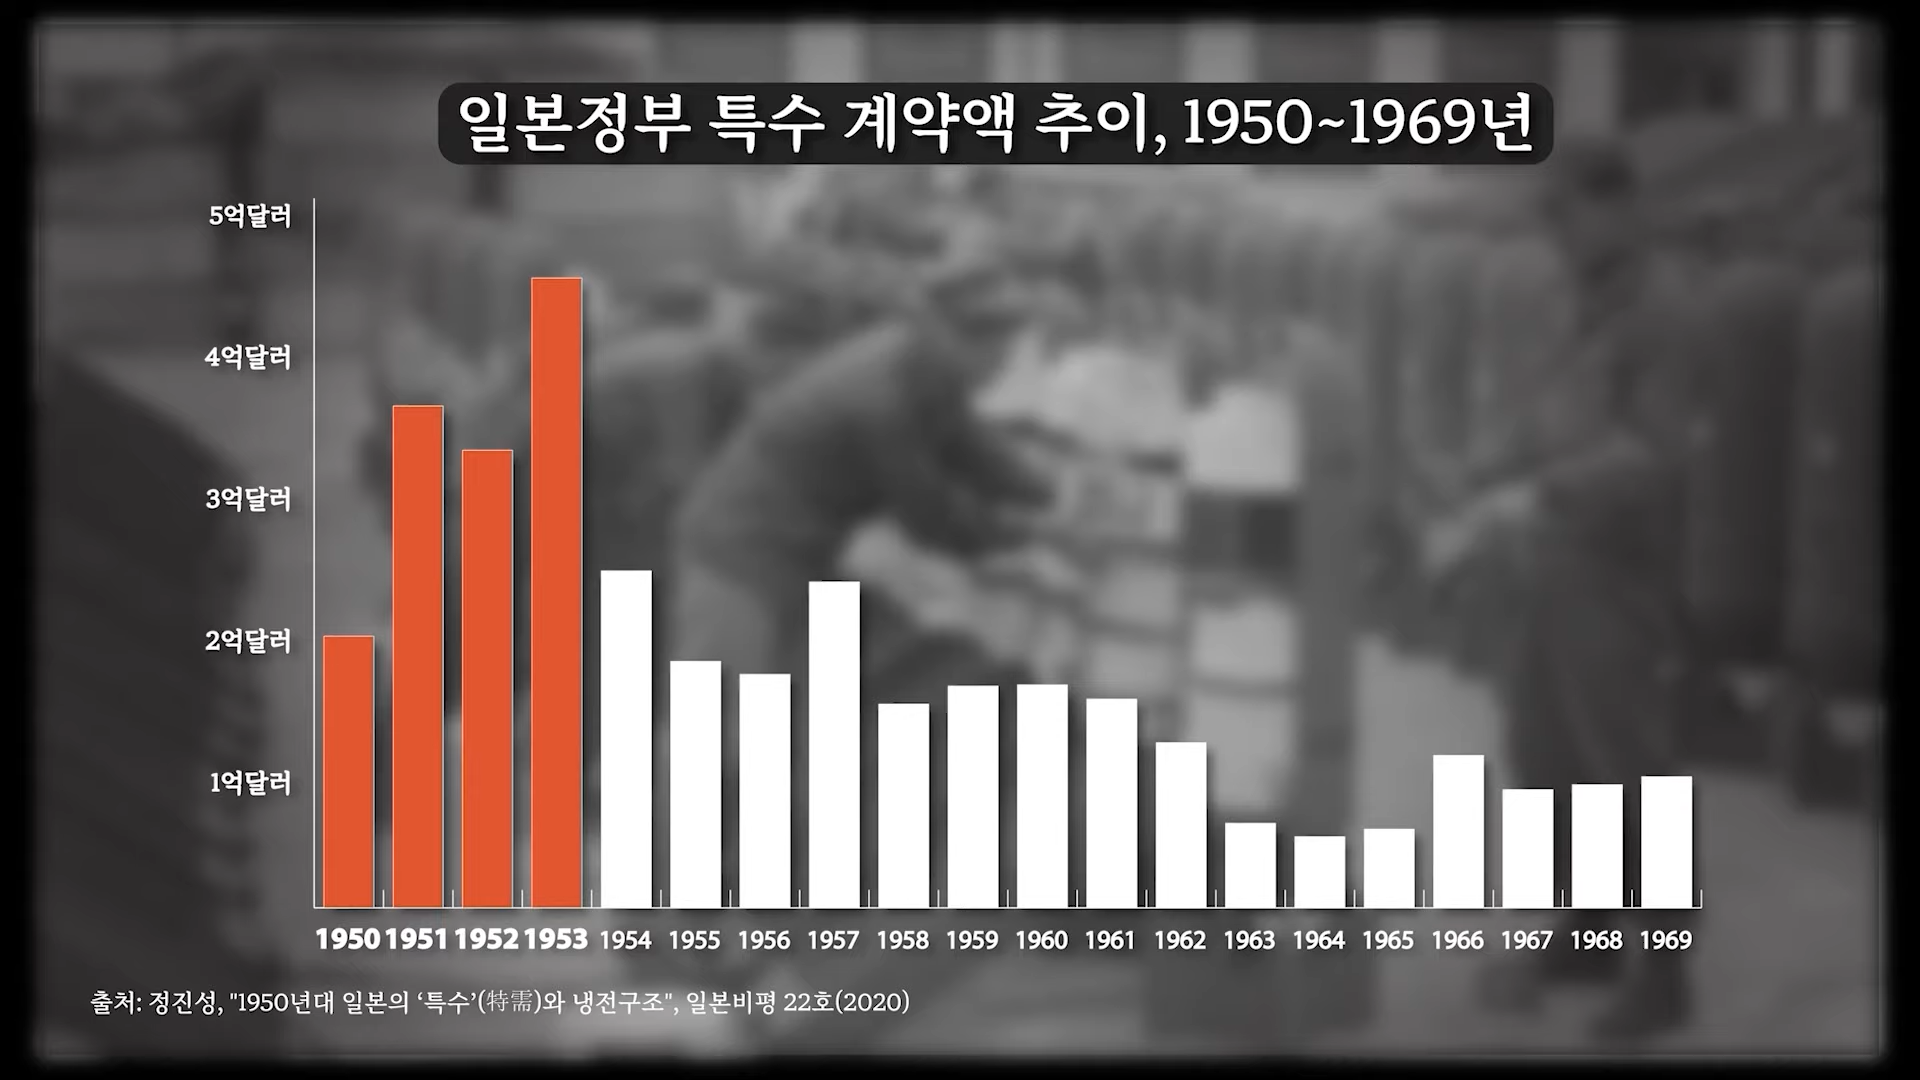 일본정부 특수 계약액 추이, 1950~1969년
5억달러
4억달러
3억달러
2억달러
1억달러
1950 1951 1952 1953 1954 1955 1956 1957 1958 1959 1960 1961 1962 1963 1964 1965 1966 1967 1968 1969
출처: 정진성, "1950년대 일본의 ‘특수’(特需)와 냉전구조", 일본비평 22호(2020)